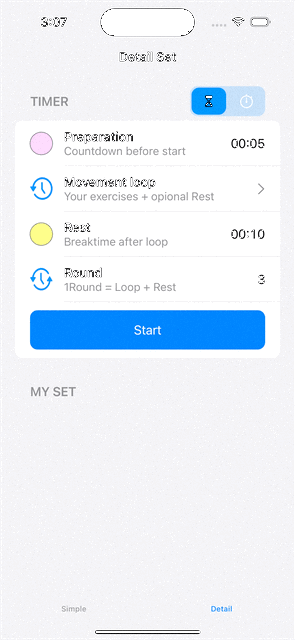 3:07
Detail Set
TIMER
Preparation
00:05
Countdown before start
Movement loop
Your exercises + opional Rest
Rest
00:10
Breaktime after loop
Round
3
1Round = Loop + Rest
Start
MY SET
Simple
Detail